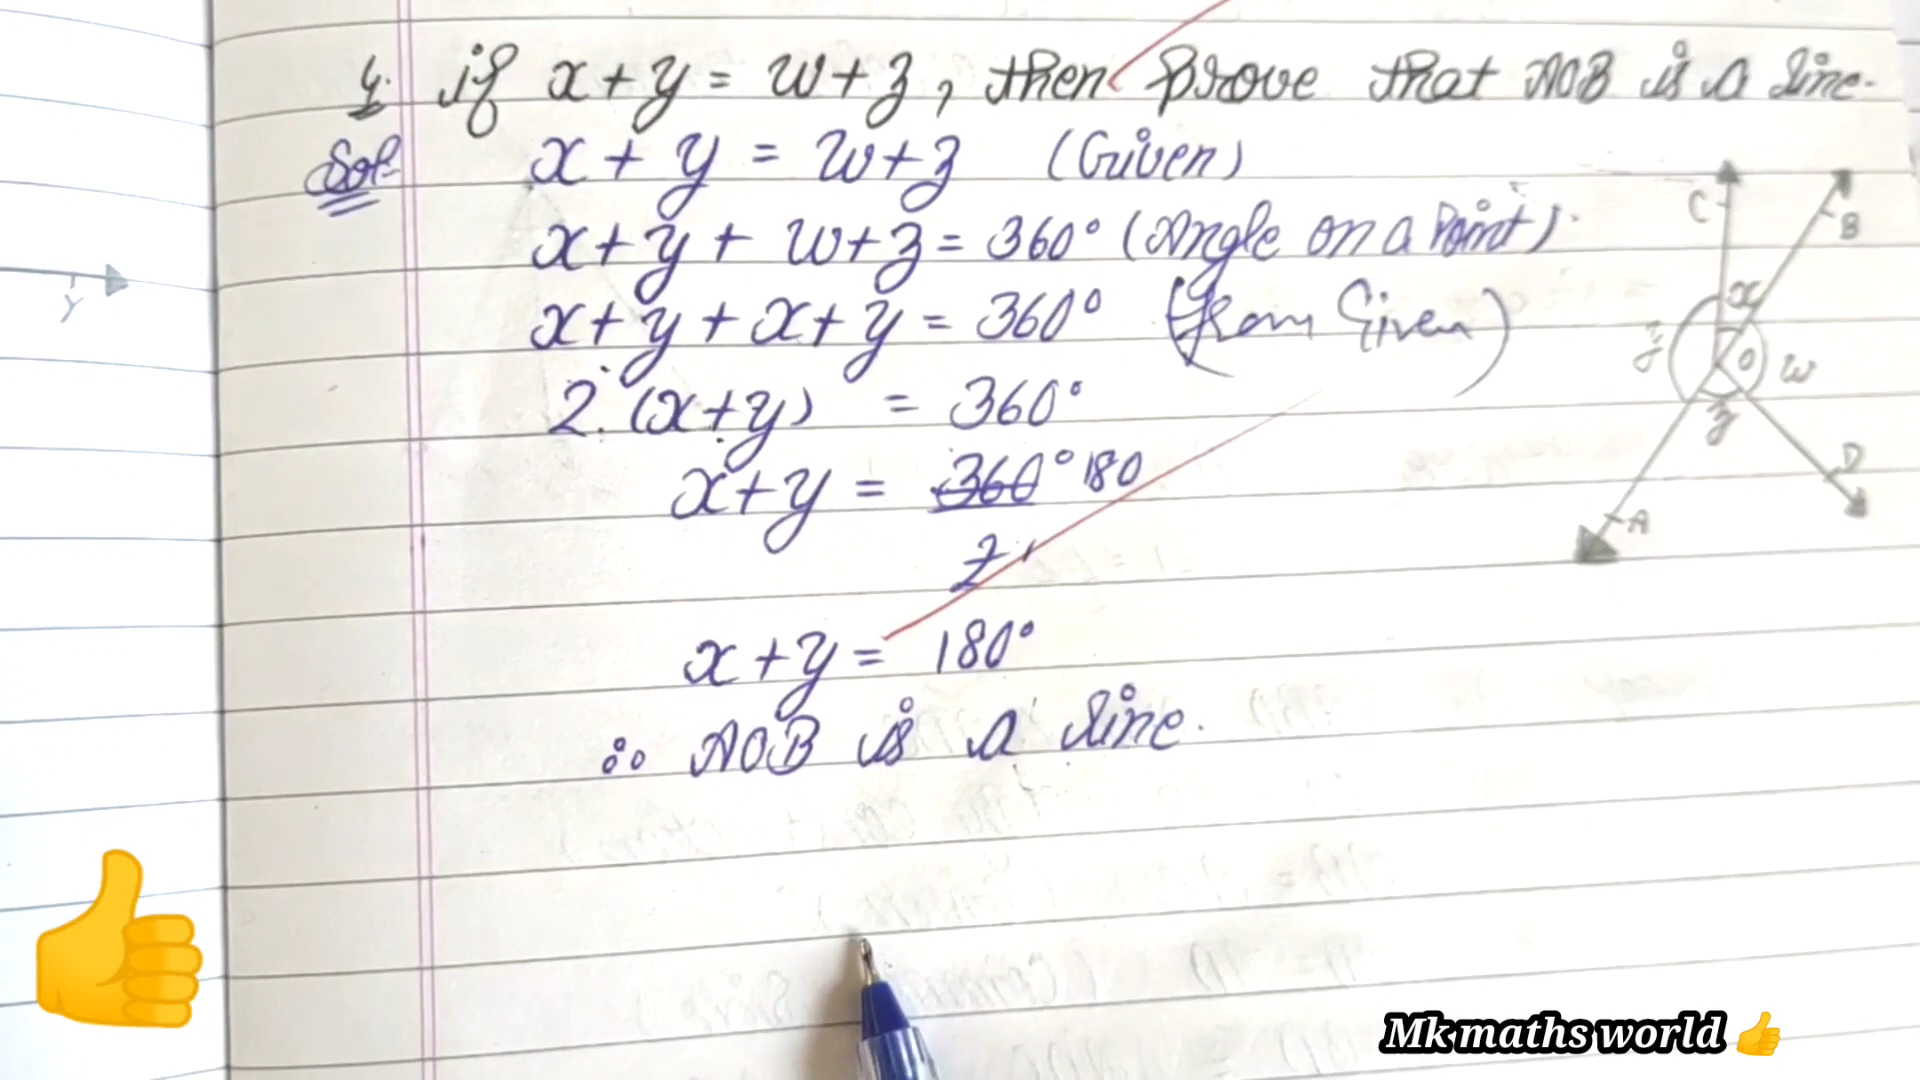 4. if x+y = w+z, then prove that AOB is a line.
Sol- x + y = w+z (Given)
x+y + w+z = 360° (Angle on a Point).
x+y+x+y = 360° (from Given)
2. (x+y) = 360°
x+y = 360° 180
2 1
x+y = 180°
∴ AOB is a line.
C
B
x
y
O
w
z
D
A
Y
Mk maths world 👍